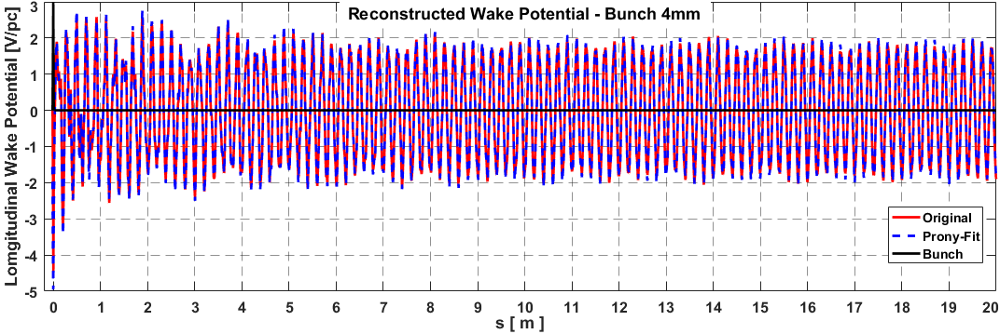 Reconstructed Wake Potential - Bunch 4mm
Lomgitudinal Wake Potential [V/pc]
3
2
1
0
-1
-2
-3
-4
-5
Original
Prony-Fit
Bunch
0 1 2 3 4 5 6 7 8 9 10 11 12 13 14 15 16 17 18 19 20
s [ m ]